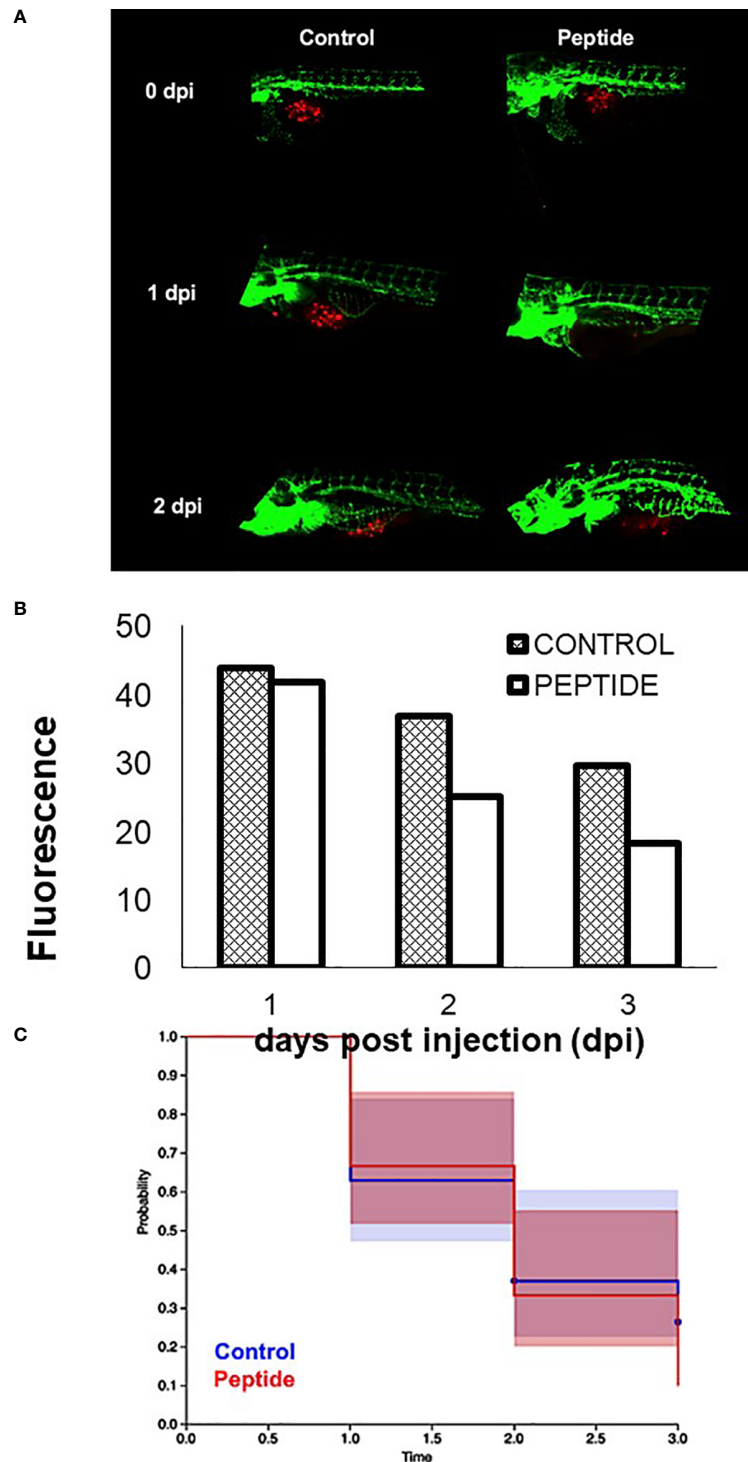 A
Control Peptide
0 dpi
1 dpi
2 dpi
B
50
40
30
20
10
0
Fluorescence
CONTROL
PEPTIDE
1 2 3
days post injection (dpi)
C
1.0
0.9
0.8
0.7
0.6
0.5
0.4
0.3
0.2
0.1
0.0
Probability
Control
Peptide
0.0 0.5 1.0 1.5 2.0 2.5 3.0
Time